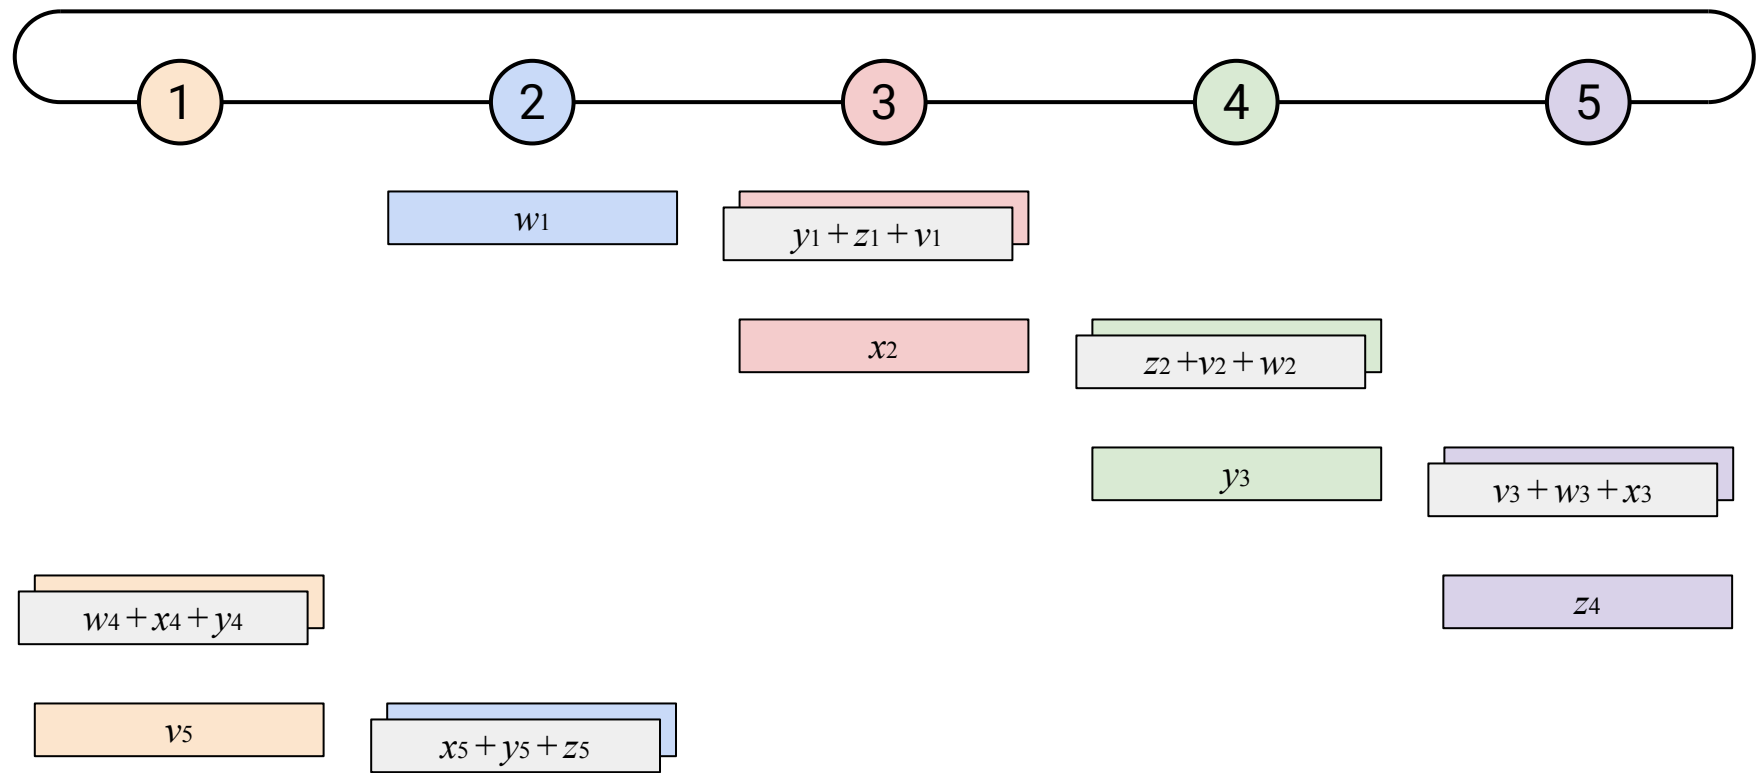 1 2 3 4 5
w1 y1 + z1 + v1
x2 z2 +v2 + w2
y3 v3 + w3 + x3
w4 + x4 + y4 z4
v5 x5 + y5 + z5